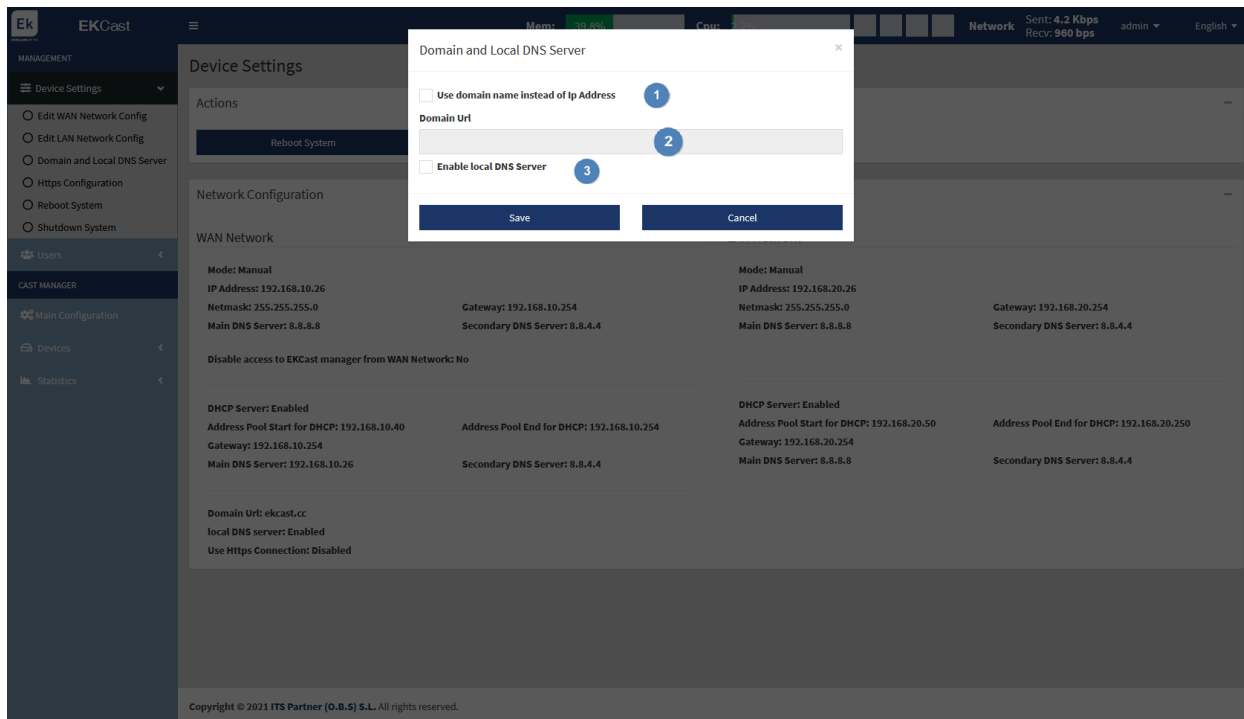 Ek
EKCast
Mem: 39.8%
Cpu:
Network
Sent: 4.2 Kbps
Recv: 960 bps
admin
English
MANAGEMENT
Device Settings
Edit WAN Network Config
Edit LAN Network Config
Domain and Local DNS Server
Https Configuration
Reboot System
Shutdown System
Users
CAST MANAGER
Main Configuration
Devices
Statistics
Device Settings
Actions
Reboot System
Domain and Local DNS Server
×
Use domain name instead of Ip Address
1
Domain Url
2
Enable local DNS Server
3
Save
Cancel
Network Configuration
WAN Network
Mode: Manual
IP Address: 192.168.10.26
Netmask: 255.255.255.0
Gateway: 192.168.10.254
Main DNS Server: 8.8.8.8
Secondary DNS Server: 8.8.4.4
Disable access to EKCast manager from WAN Network: No
DHCP Server: Enabled
Address Pool Start for DHCP: 192.168.10.40
Address Pool End for DHCP: 192.168.10.254
Gateway: 192.168.10.254
Main DNS Server: 192.168.10.26
Secondary DNS Server: 8.8.4.4
Domain Url: ekcast.cc
local DNS server: Enabled
Use Https Connection: Disabled
Mode: Manual
IP Address: 192.168.20.26
Netmask: 255.255.255.0
Gateway: 192.168.20.254
Main DNS Server: 8.8.8.8
Secondary DNS Server: 8.8.4.4
DHCP Server: Enabled
Address Pool Start for DHCP: 192.168.20.50
Address Pool End for DHCP: 192.168.20.250
Gateway: 192.168.20.254
Main DNS Server: 8.8.8.8
Secondary DNS Server: 8.8.4.4
Copyright © 2021 ITS Partner (O.B.S) S.L. All rights reserved.